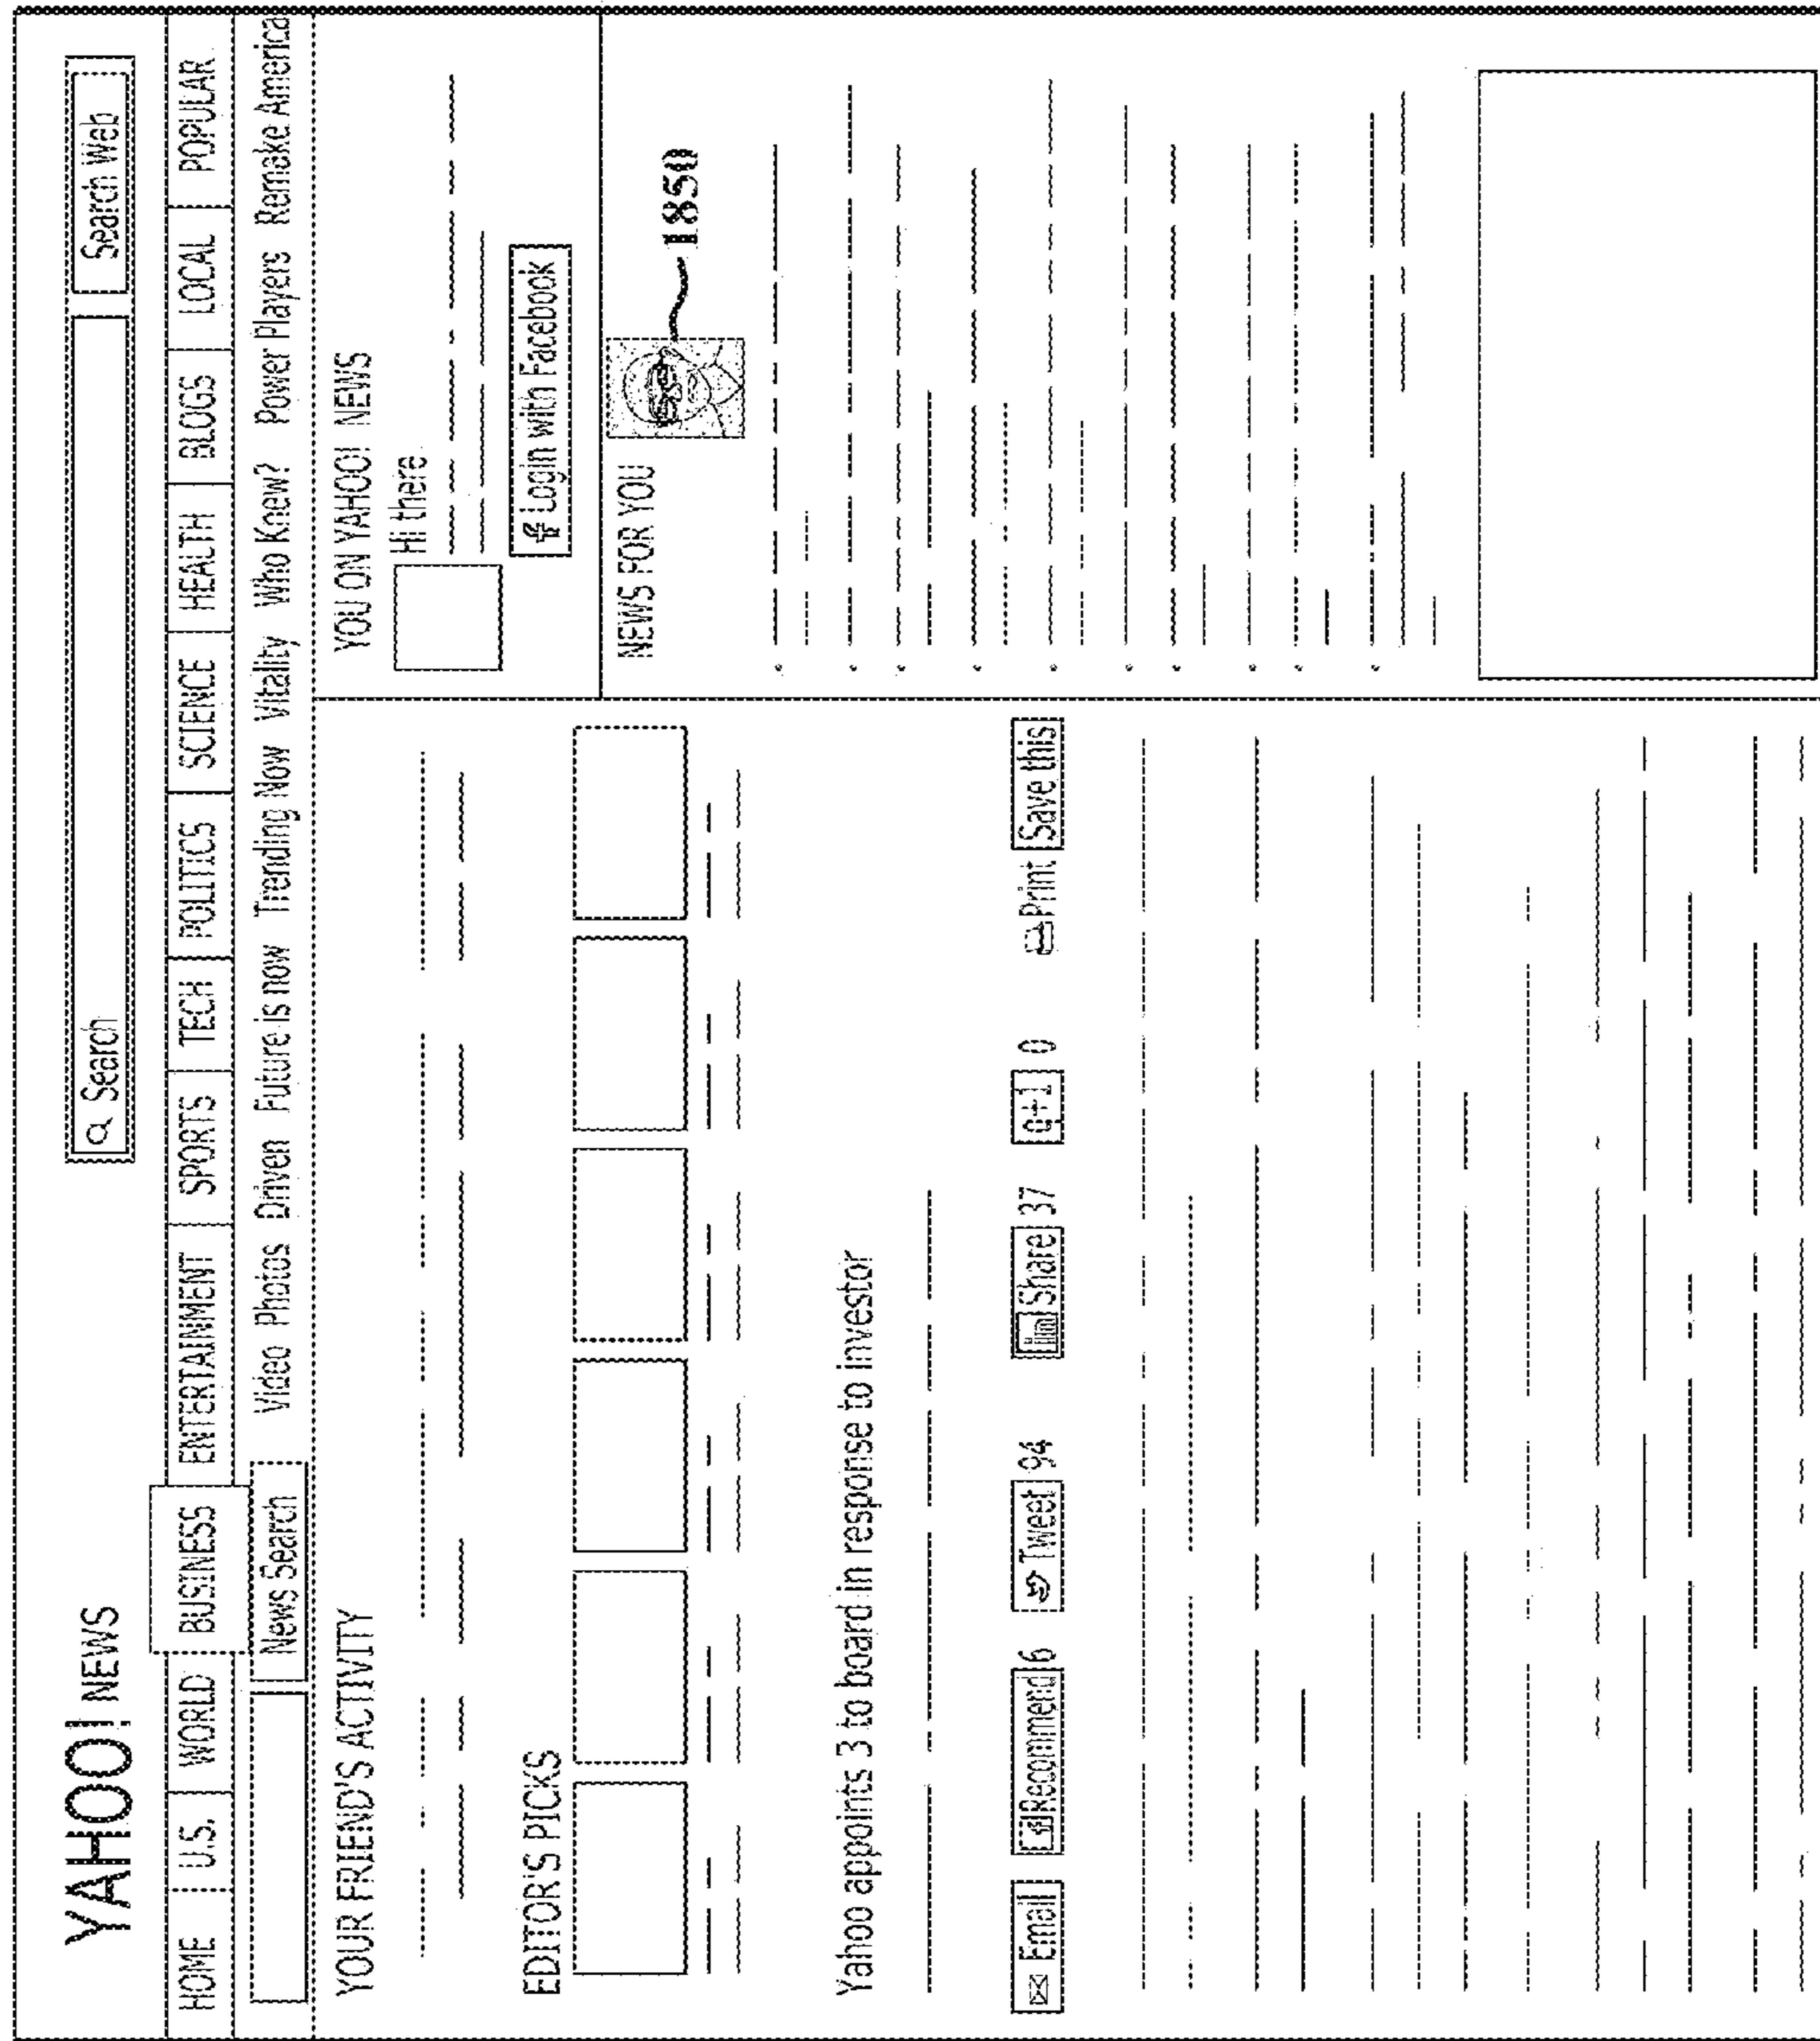 YAHOO! NEWS
Search
Search Web
HOME U.S. WORLD BUSINESS ENTERTAINMENT SPORTS TECH POLITICS SCIENCE HEALTH BLOGS LOCAL POPULAR
News Search Video Photos Driven Future is now Trending Now Vitality Who Knew? Power Players Remake America
YOUR FRIEND'S ACTIVITY
EDITOR'S PICKS
Yahoo appoints 3 to board in response to investor
Email Recommend 6 Tweet 94 in Share 37 g+1 0 Print Save this
YOU ON YAHOO! NEWS
Hi there
f Login with Facebook
NEWS FOR YOU
1850